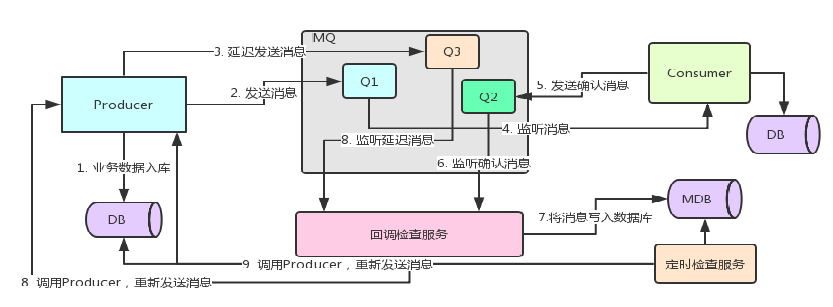 MQ
3. 延迟发送消息
Q3
Q1
Consumer
5. 发送确认消息
Producer
2. 发送消息
Q2
4. 监听消息
DB
8. 监听延迟消息
6. 监听确认消息
1. 业务数据入库
MDB
DB
7.将消息写入数据库
回调检查服务
9. 调用Producer，重新发送消息
定时检查服务
8. 调用Producer，重新发送消息